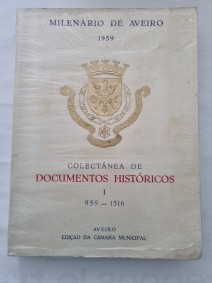 MILENÁRIO DE AVEIRO
1959
COLECTÂNEA DE
DOCUMENTOS HISTÓRICOS
I
959 — 1516
AVEIRO
EDIÇÃO DA CÂMARA MUNICIPAL